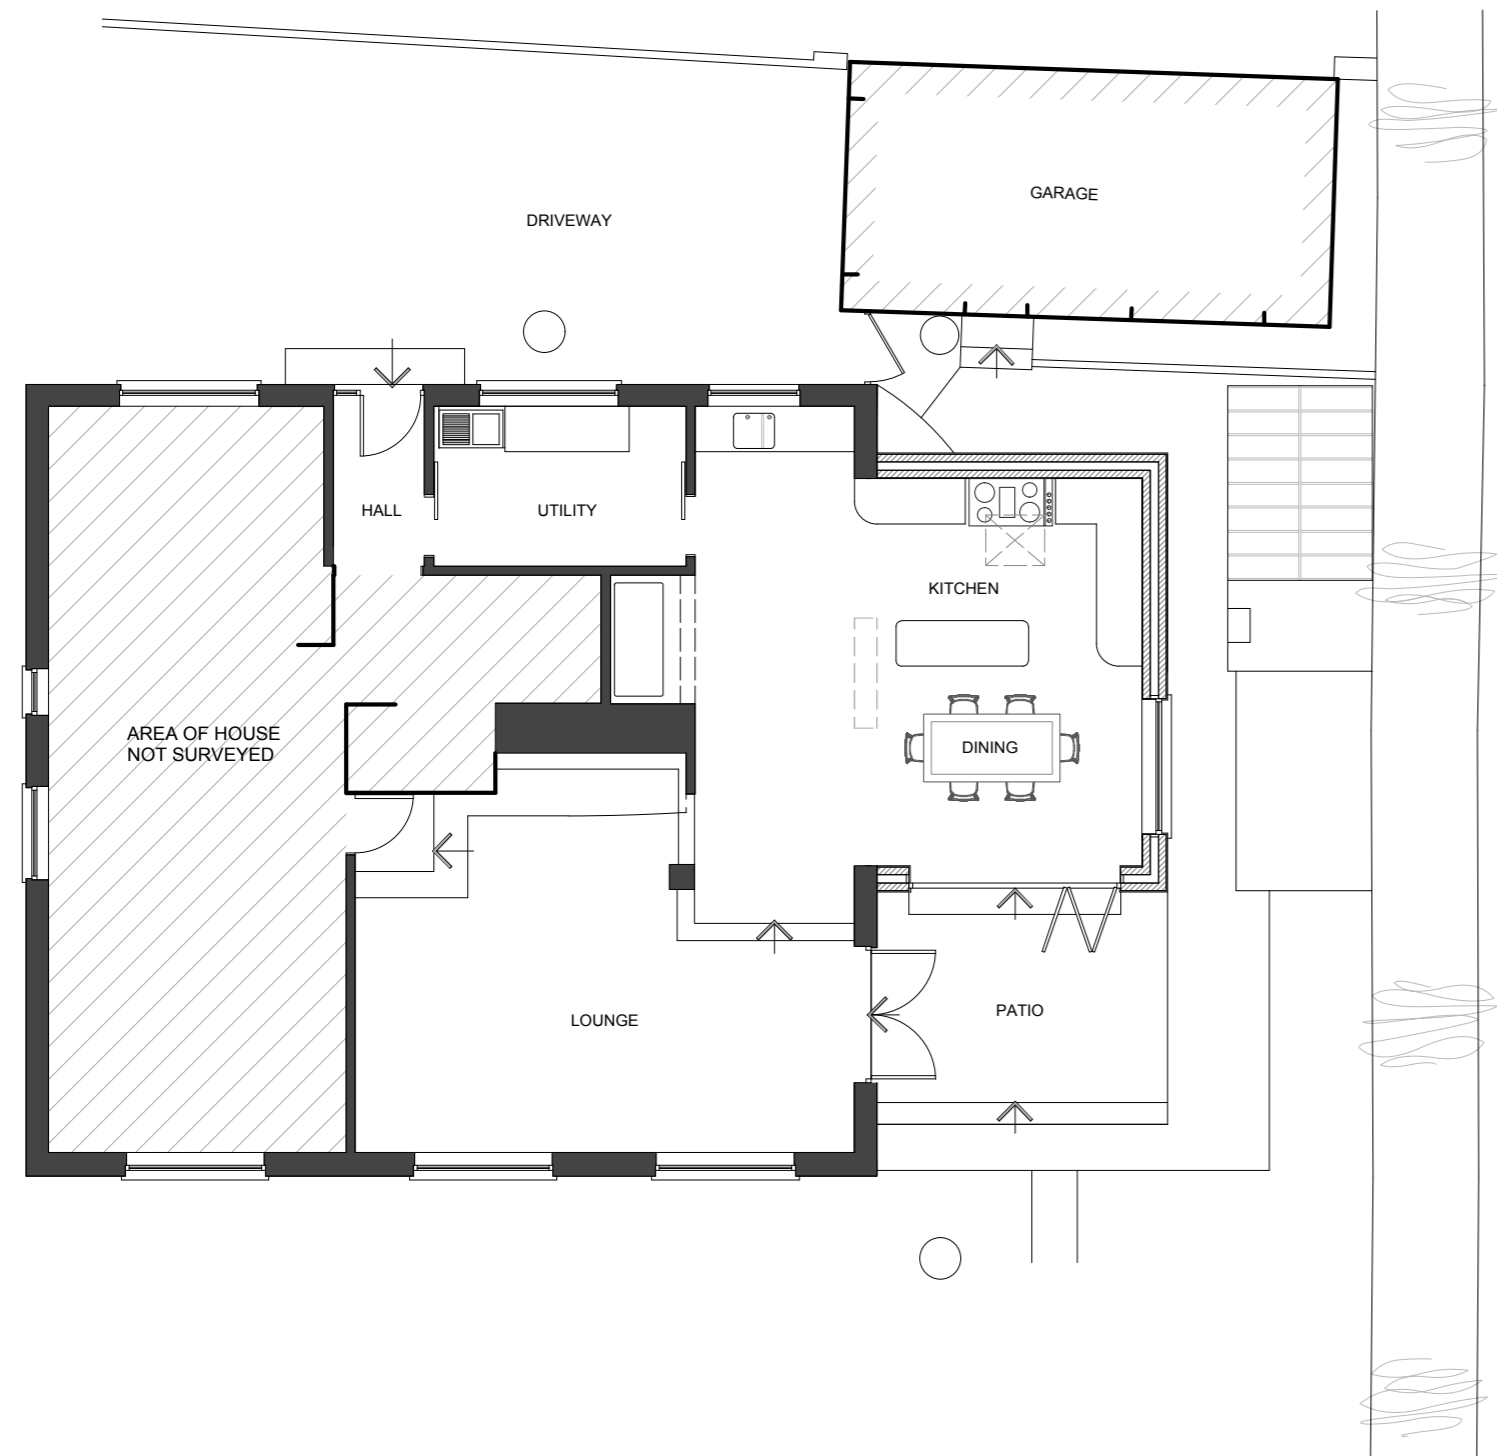 GARAGE
DRIVEWAY
HALL
UTILITY
KITCHEN
AREA OF HOUSE
NOT SURVEYED
DINING
LOUNGE
PATIO